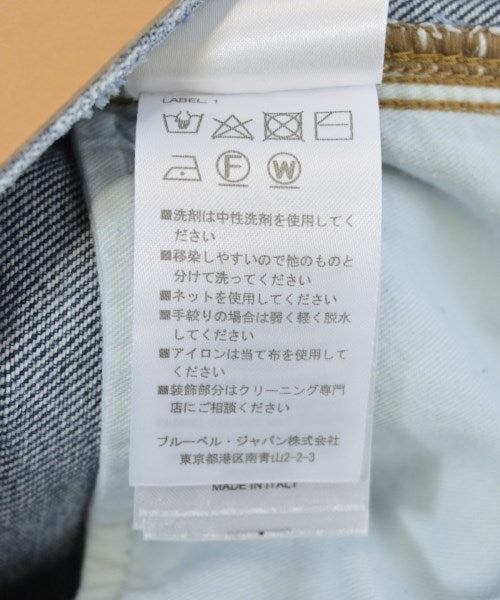 LABEL: 1
F W
■洗剤は中性洗剤を使用してく
ださい
■移染しやすいので他のものと
分けて洗ってください
■ネットを使用してください
■手絞りの場合は弱く軽く脱水
してください
■アイロンは当て布を使用して
ください
■装飾部分はクリーニング専門
店にご相談ください
ブルーベル・ジャパン株式会社
東京都港区南青山2-2-3
MADE IN ITALY